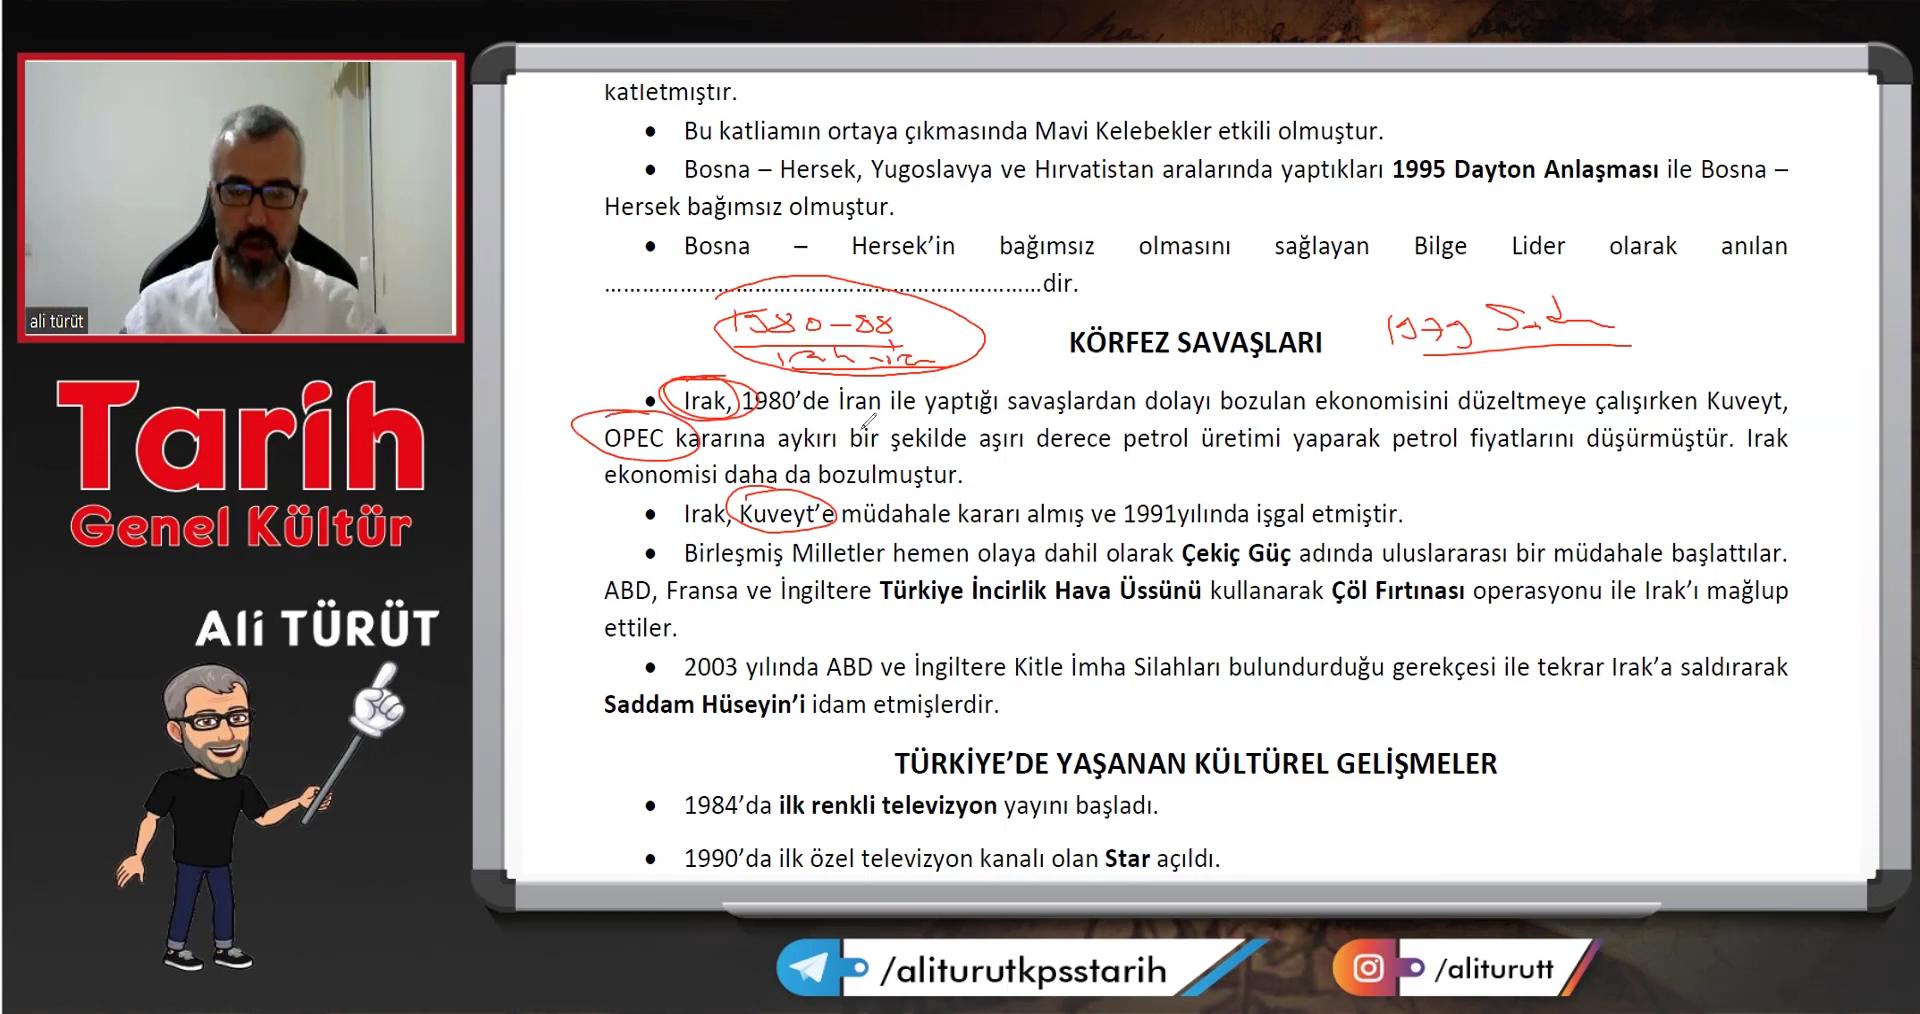 katletmiştir.
• Bu katliamın ortaya çıkmasında Mavi Kelebekler etkili olmuştur.
• Bosna – Hersek, Yugoslavya ve Hırvatistan aralarında yaptıkları 1995 Dayton Anlaşması ile Bosna –
Hersek bağımsız olmuştur.
• Bosna – Hersek’in bağımsız olmasını sağlayan Bilge Lider olarak anılan
……………………………………………………dir.
1980-88
ırak iran
KÖRFEZ SAVAŞLARI
1979
• Irak, 1980’de İran ile yaptığı savaşlardan dolayı bozulan ekonomisini düzeltmeye çalışırken Kuveyt,
OPEC kararına aykırı bir şekilde aşırı derece petrol üretimi yaparak petrol fiyatlarını düşürmüştür. Irak
ekonomisi daha da bozulmuştur.
• Irak, Kuveyt’e müdahale kararı almış ve 1991yılında işgal etmiştir.
• Birleşmiş Milletler hemen olaya dahil olarak Çekiç Güç adında uluslararası bir müdahale başlattılar.
ABD, Fransa ve İngiltere Türkiye İncirlik Hava Üssünü kullanarak Çöl Fırtınası operasyonu ile Irak’ı mağlup
ettiler.
• 2003 yılında ABD ve İngiltere Kitle İmha Silahları bulundurduğu gerekçesi ile tekrar Irak’a saldırarak
Saddam Hüseyin’i idam etmişlerdir.
TÜRKİYE’DE YAŞANAN KÜLTÜREL GELİŞMELER
• 1984’da ilk renkli televizyon yayını başladı.
• 1990’da ilk özel televizyon kanalı olan Star açıldı.
ali türüt
Tarih
Genel Kültür
Ali TÜRÜT
/aliturutkpsstarih
/aliturutt